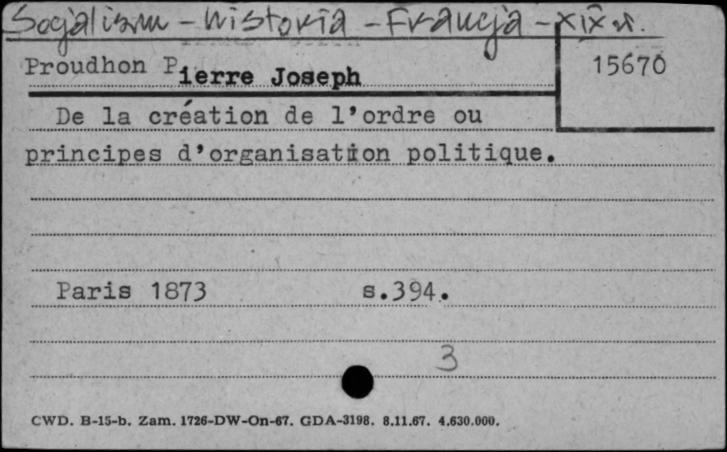 Socjalizm - historia - Francja - XIX w.
Proudhon Pierre Joseph
15670
De la création de l'ordre ou
principes d'organisation politique.
Paris 1873 s.394.
3
CWD. B-15-b. Zam. 1726-DW-On-67. GDA-3198. 8.11.67. 4.630.000.